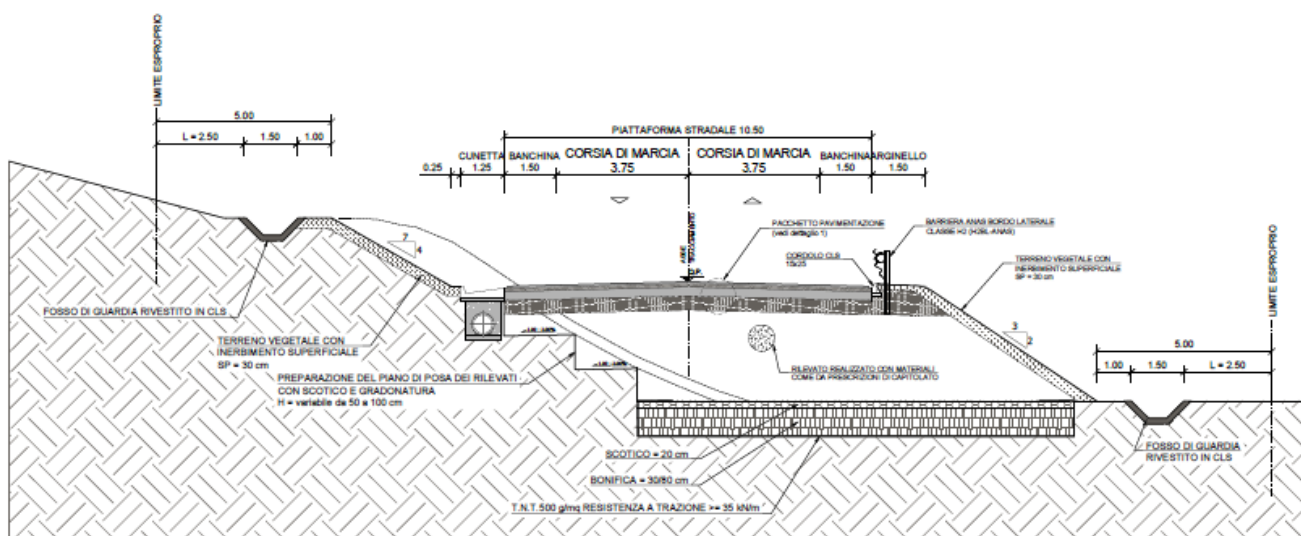 LIMITE ESPROPRIO
5.00
L = 2.50
1.50
1.00
PIATTAFORMA STRADALE 10.50
0.25
CUNETTA
1.25
BANCHINA
1.50
CORSIA DI MARCIA
3.75
CORSIA DI MARCIA
3.75
BANCHINA
1.50
ARGINELLO
1.50
7
4
PACCHETTO PAVIMENTAZIONE
(vedi dettaglio 1)
BARRIERA ANAS BORDO LATERALE
CLASSE H2 (H2BL-ANAS)
CORDOLO CLS
TERRENO VEGETALE CON
INERBIMENTO SUPERFICIALE
SP = 30 cm
LIMITE ESPROPRIO
FOSSO DI GUARDIA RIVESTITO IN CLS
TERRENO VEGETALE CON
INERBIMENTO SUPERFICIALE
SP = 30 cm
3
2
5.00
1.00
1.50
L = 2.50
PREPARAZIONE DEL PIANO DI POSA DEI RILEVATI
CON SCOTICO E GRADONATURA
H = variabile da 50 a 100 cm
RILEVATO REALIZZATO CON MATERIALI
COME DA PRESCRIZIONI DI CAPITOLATO
SCOTICO = 20 cm
BONIFICA = 30/80 cm
T.N.T. 500 g/mq RESISTENZA A TRAZIONE >= 35 kN/m
FOSSO DI GUARDIA
RIVESTITO IN CLS